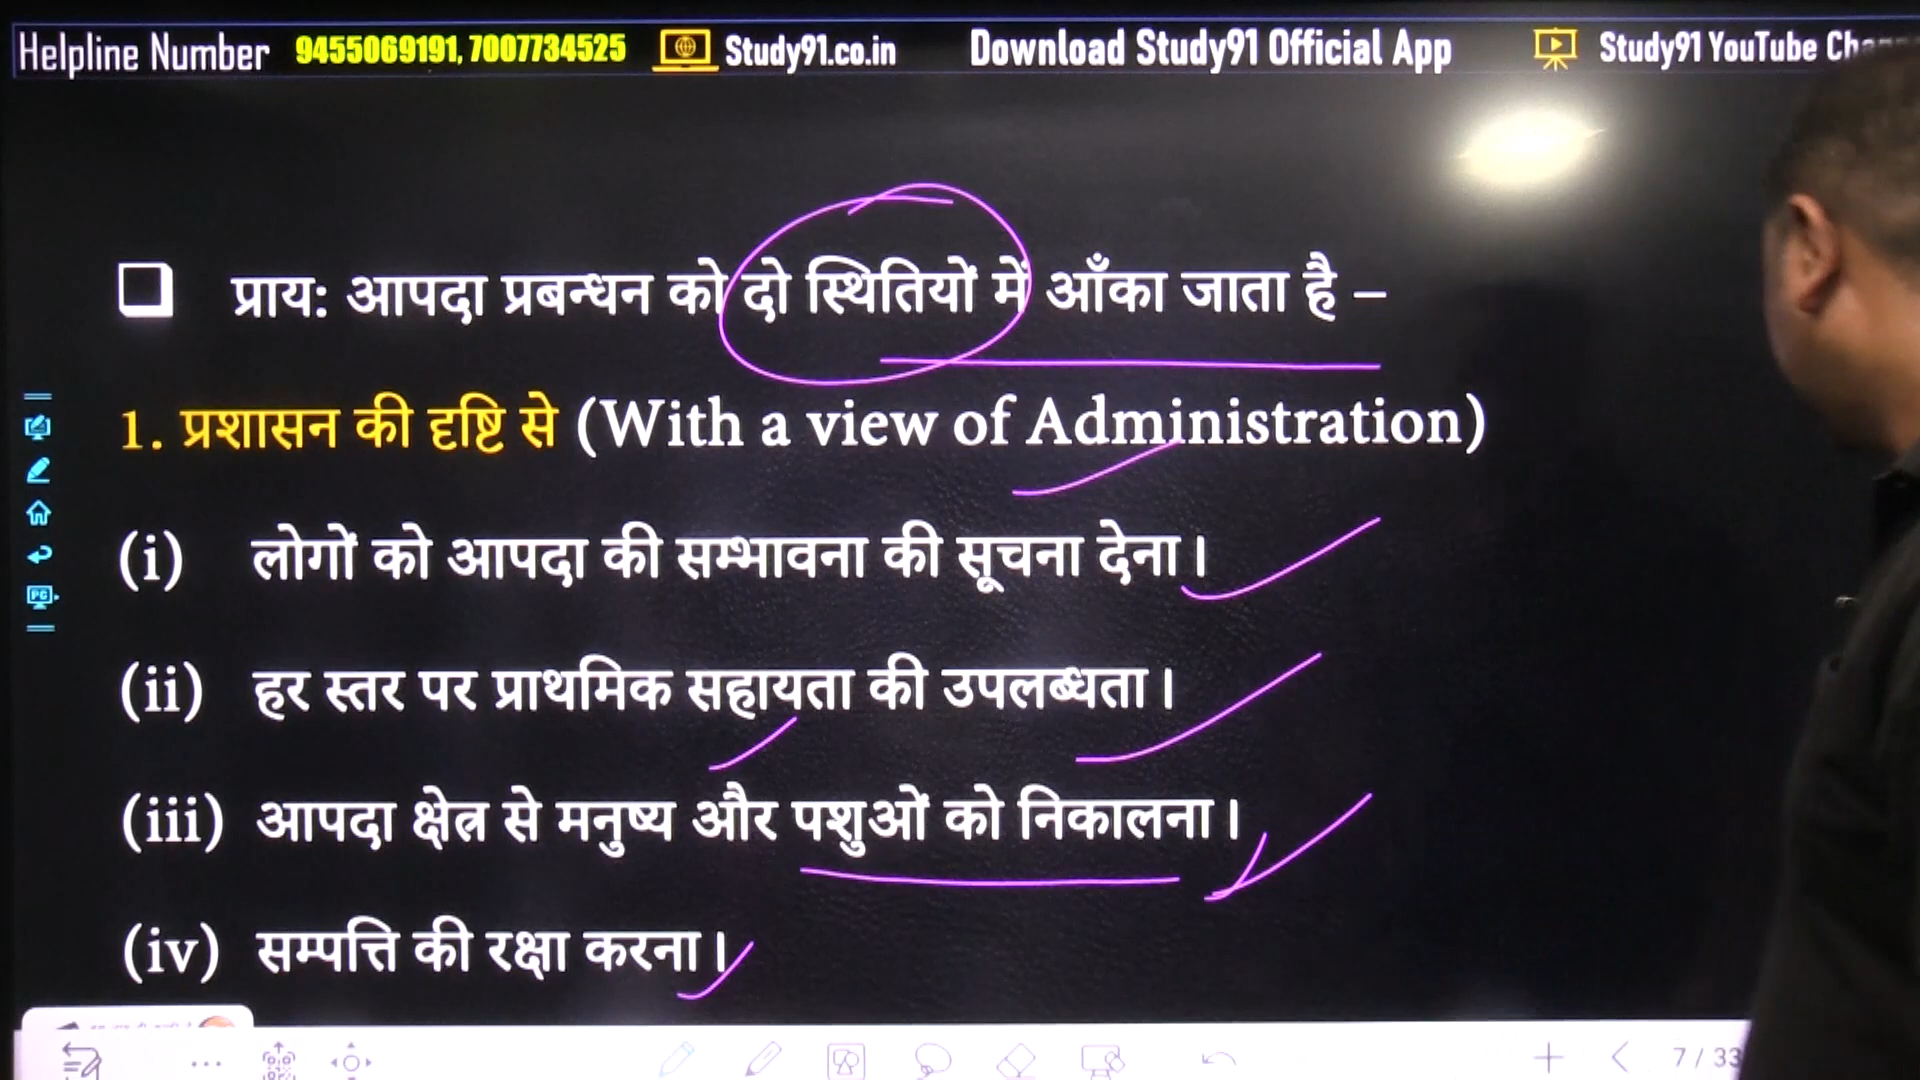 Helpline Number 9455069191, 7007734525 Study91.co.in Download Study91 Official App Study91 YouTube
प्राय: आपदा प्रबन्धन को दो स्थितियों में आँका जाता है –
1. प्रशासन की दृष्टि से (With a view of Administration)
(i) लोगों को आपदा की सम्भावना की सूचना देना।
(ii) हर स्तर पर प्राथमिक सहायता की उपलब्धता।
(iii) आपदा क्षेत्र से मनुष्य और पशुओं को निकालना।
(iv) सम्पत्ति की रक्षा करना।
7 / 33